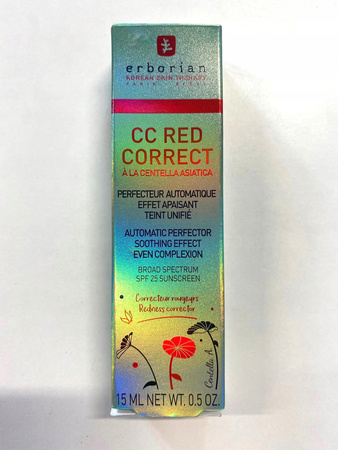 erborian
KOREAN SKIN THERAPY
PARIS - SEOUL
CC RED
CORRECT
À LA CENTELLA ASIATICA
PERFECTEUR AUTOMATIQUE
EFFET APAISANT
TEINT UNIFIÉ
AUTOMATIC PERFECTOR
SOOTHING EFFECT
EVEN COMPLEXION
BROAD SPECTRUM
SPF 25 SUNSCREEN
Correcteur rougeurs
Redness corrector
Centella A.
15 ML NET WT. 0.5 OZ.